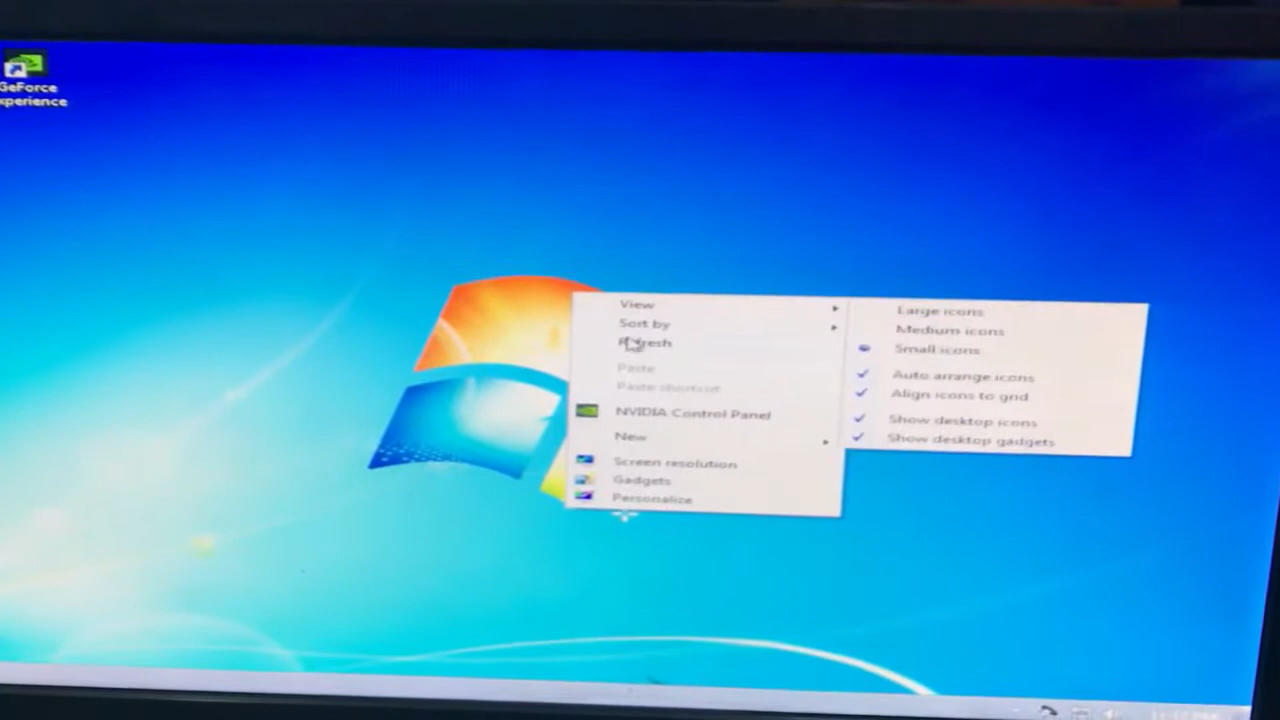 GeForce
xperience
View
Sort by
Refresh
Paste
Paste shortcut
NVIDIA Control Panel
New
Screen resolution
Gadgets
Personalize
Large icons
Medium icons
Small icons
Auto arrange icons
Align icons to grid
Show desktop icons
Show desktop gadgets